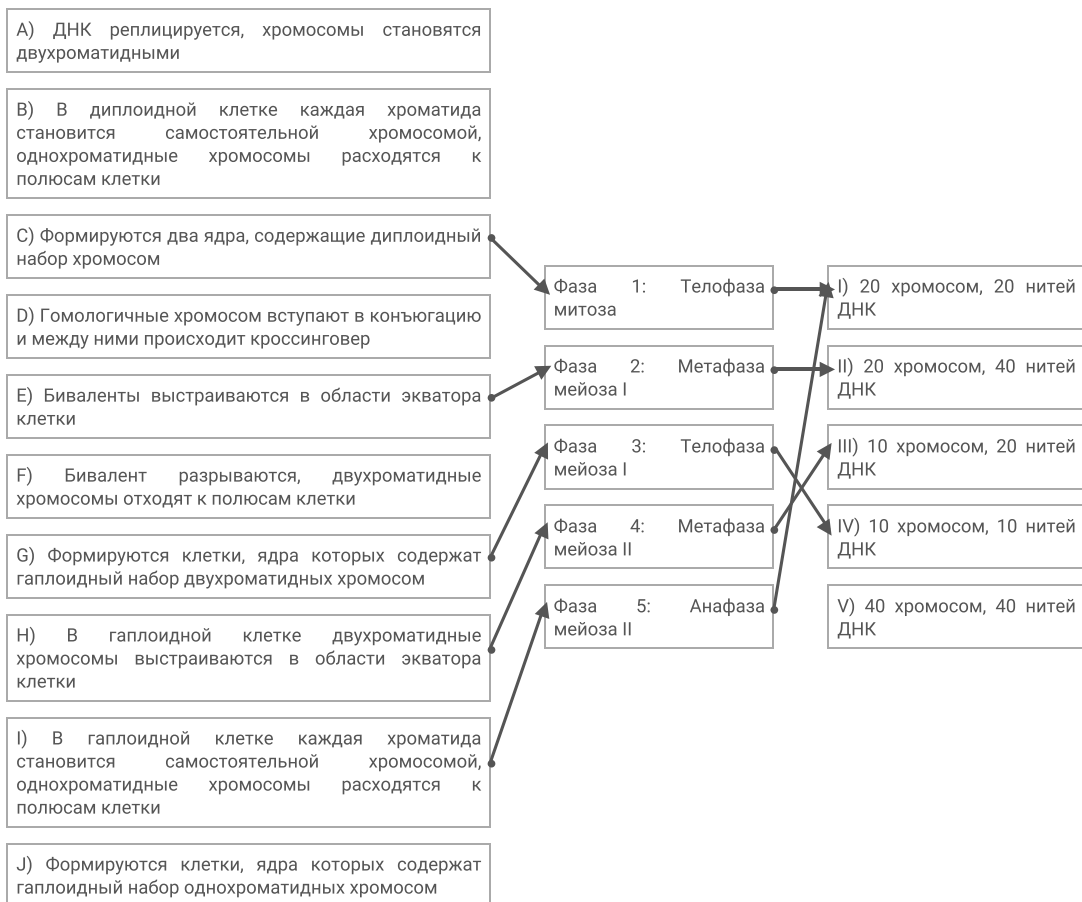 A) ДНК реплицируется, хромосомы становятся
двухроматидными
B) В диплоидной клетке каждая хроматида
становится самостоятельной хромосомой,
однохроматидные хромосомы расходятся к
полюсам клетки
C) Формируются два ядра, содержащие диплоидный
набор хромосом
D) Гомологичные хромосом вступают в конъюгацию
и между ними происходит кроссинговер
E) Биваленты выстраиваются в области экватора
клетки
F) Бивалент разрываются, двухроматидные
хромосомы отходят к полюсам клетки
G) Формируются клетки, ядра которых содержат
гаплоидный набор двухроматидных хромосом
H) В гаплоидной клетке двухроматидные
хромосомы выстраиваются в области экватора
клетки
I) В гаплоидной клетке каждая хроматида
становится самостоятельной хромосомой,
однохроматидные хромосомы расходятся к
полюсам клетки
J) Формируются клетки, ядра которых содержат
гаплоидный набор однохроматидных хромосом
Фаза 1: Телофаза
митоза
Фаза 2: Метафаза
мейоза I
Фаза 3: Телофаза
мейоза I
Фаза 4: Метафаза
мейоза II
Фаза 5: Анафаза
мейоза II
I) 20 хромосом, 20 нитей
ДНК
II) 20 хромосом, 40 нитей
ДНК
III) 10 хромосом, 20 нитей
ДНК
IV) 10 хромосом, 10 нитей
ДНК
V) 40 хромосом, 40 нитей
ДНК